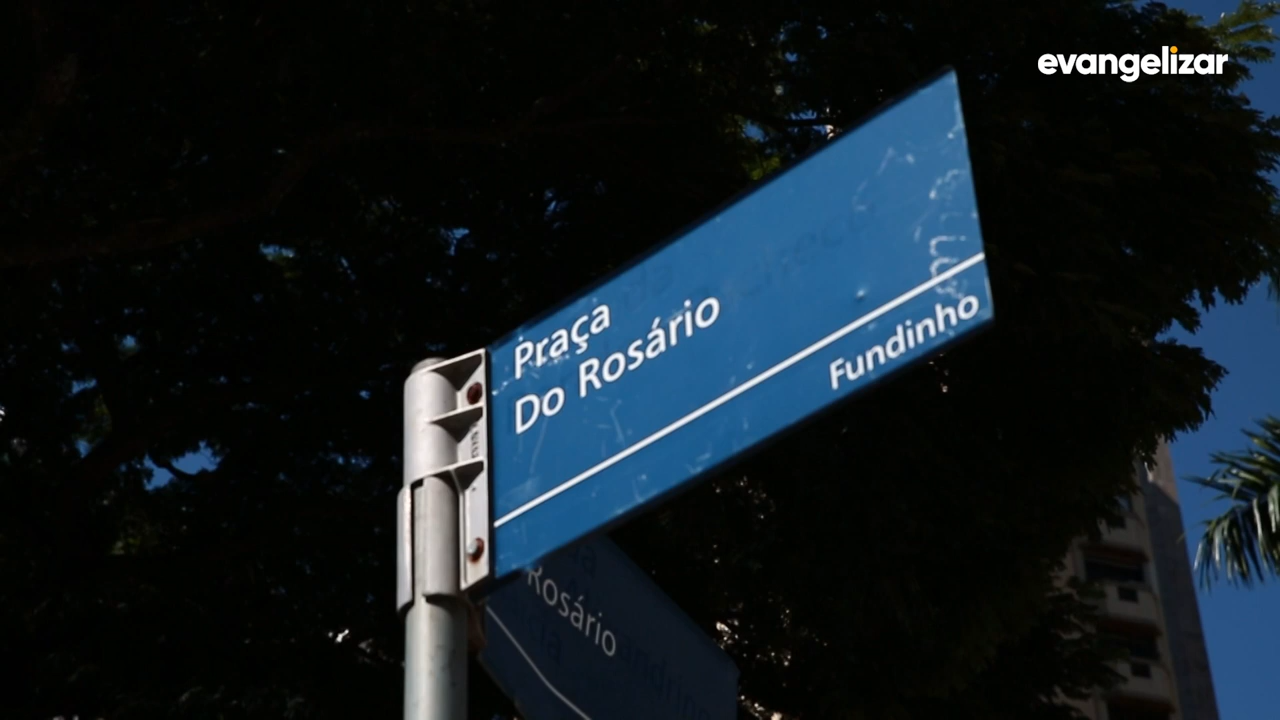 evangelizar
Praça
Do Rosário
Fundinho
Rosário